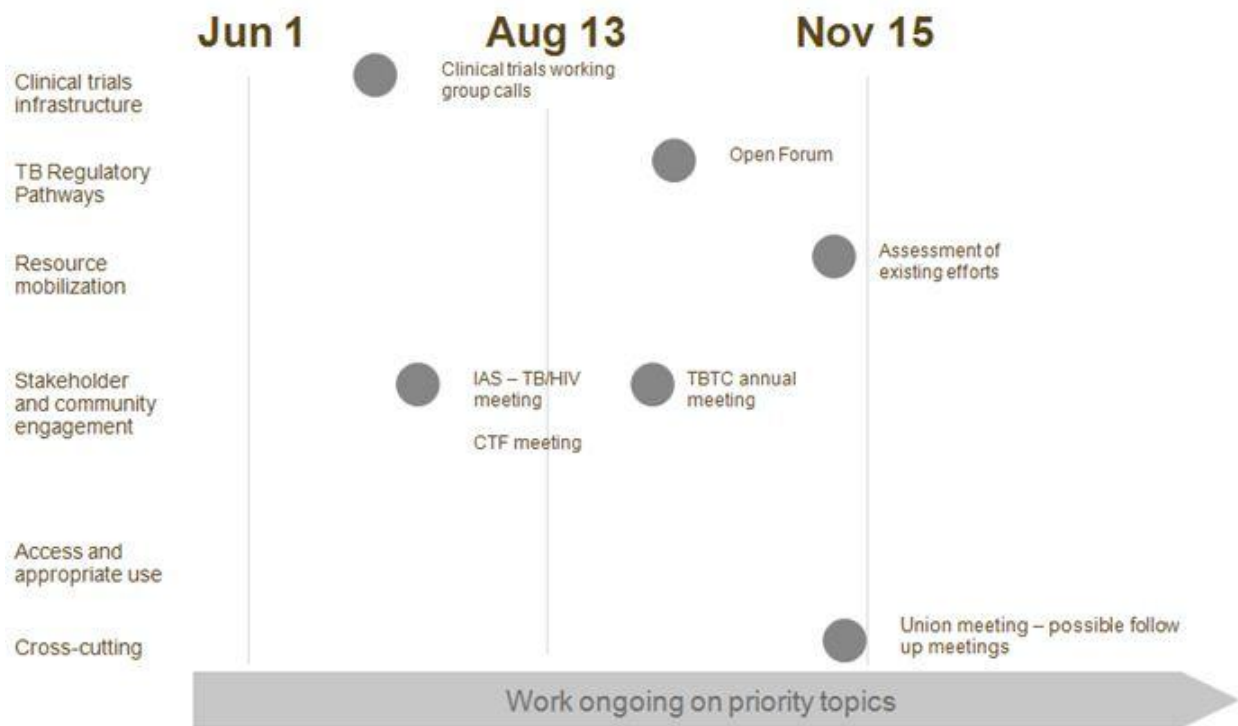 Jun 1
Aug 13
Nov 15
Clinical trials
infrastructure
Clinical trials working
group calls
TB Regulatory
Pathways
Open Forum
Resource
mobilization
Assessment of
existing efforts
Stakeholder
and community
engagement
IAS – TB/HIV
meeting
CTF meeting
TBTC annual
meeting
Access and
appropriate use
Cross-cutting
Union meeting – possible follow
up meetings
Work ongoing on priority topics